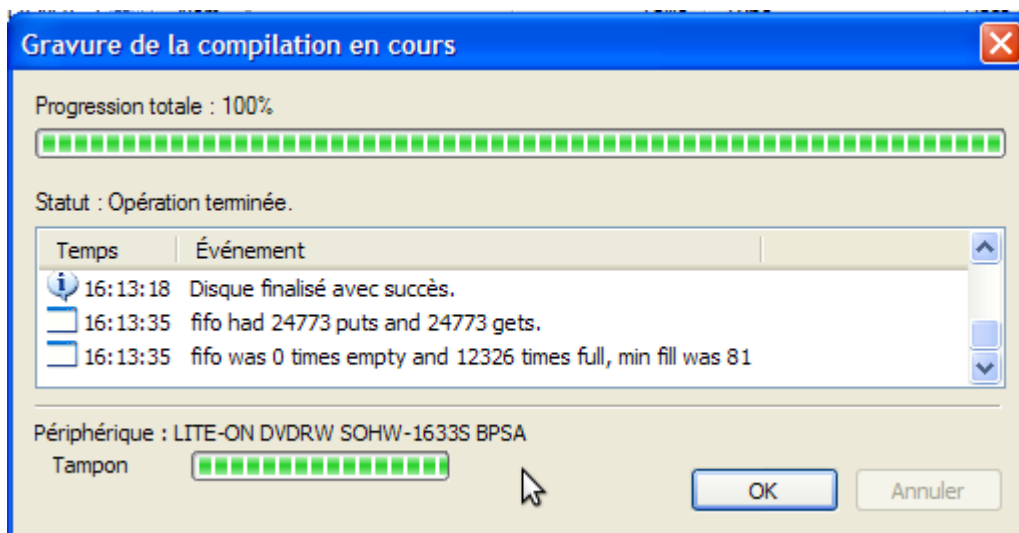 Gravure de la compilation en cours
Progression totale : 100%
Statut : Opération terminée.
Temps Événement
16:13:18 Disque finalisé avec succès.
16:13:35 fifo had 24773 puts and 24773 gets.
16:13:35 fifo was 0 times empty and 12326 times full, min fill was 81
Périphérique : LITE-ON DVDRW SOHW-1633S BPSA
Tampon
OK Annuler